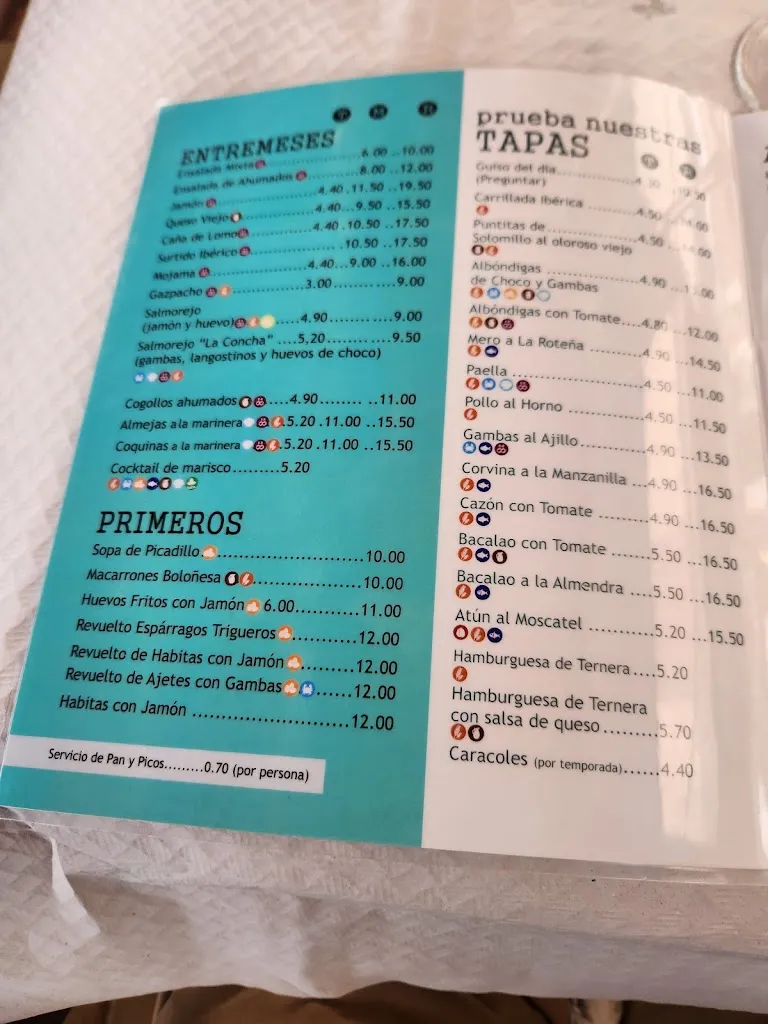 ENTREMESES
Ensalada Mixta 6.00 ..10.00
Ensalada de Ahumados 8.00 ..12.00
Jamón 4.40 .11.50 ..19.50
Queso Viejo 4.40...9.50 ..15.50
Caña de Lomo 4.40 .10.50 ..17.50
Surtido Ibérico .10.50 ..17.50
Mojama 4.40...9.00 ..16.00
Gazpacho 3.00 9.00
Salmorejo
(jamón y huevo) .....4.90 9.00
Salmorejo "La Concha" ....5,20 9.50
(gambas, langostinos y huevos de choco)
Cogollos ahumados ....4.90........ ..11.00
Almejas a la marinera .5.20 .11.00 ..15.50
Coquinas a la marinera .5.20 .11.00 ..15.50
Cocktail de marisco.........5.20
PRIMEROS
Sopa de Picadillo 10.00
Macarrones Boloñesa 10.00
Huevos Fritos con Jamón 6.00 11.00
Revuelto Espárragos Trigueros 12.00
Revuelto de Habitas con Jamón 12.00
Revuelto de Ajetes con Gambas ......12.00
Habitas con Jamón 12.00
Servicio de Pan y Picos.........0.70 (por persona)
prueba nuestras
TAPAS
Guiso del día
(Preguntar)
Carrillada Ibérica 4.50
Puntitas de
Solomillo al oloroso viejo 4.50
Albóndigas
de Choco y Gambas 4.90
Albóndigas con Tomate....4.80 ...12.00
Mero a La Roteña 4.90 ...14.50
Paella 4.50 ...11.00
Pollo al Horno 4.50 ...11.50
Gambas al Ajillo 4.90 ...13.50
Corvina a la Manzanilla ...4.90 ...16.50
Cazón con Tomate 4.90 ...16.50
Bacalao con Tomate 5.50 ...16.50
Bacalao a la Almendra ....5.50 ...16.50
Atún al Moscatel 5.20 ...15.50
Hamburguesa de Ternera....5.20
Hamburguesa de Ternera
con salsa de queso.........5.70
Caracoles (por temporada)......4.40